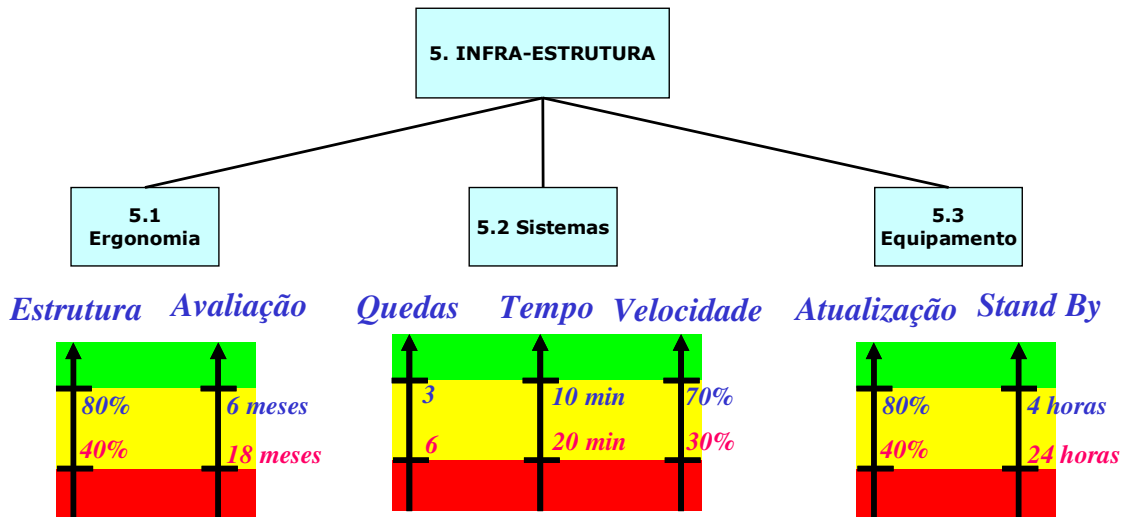 5. INFRA-ESTRUTURA
5.1
Ergonomia
5.2 Sistemas
5.3
Equipamento
Estrutura Avaliação
Quedas Tempo Velocidade
Atualização Stand By
80% 6 meses
40% 18 meses
3 10 min 70%
6 20 min 30%
80% 4 horas
40% 24 horas